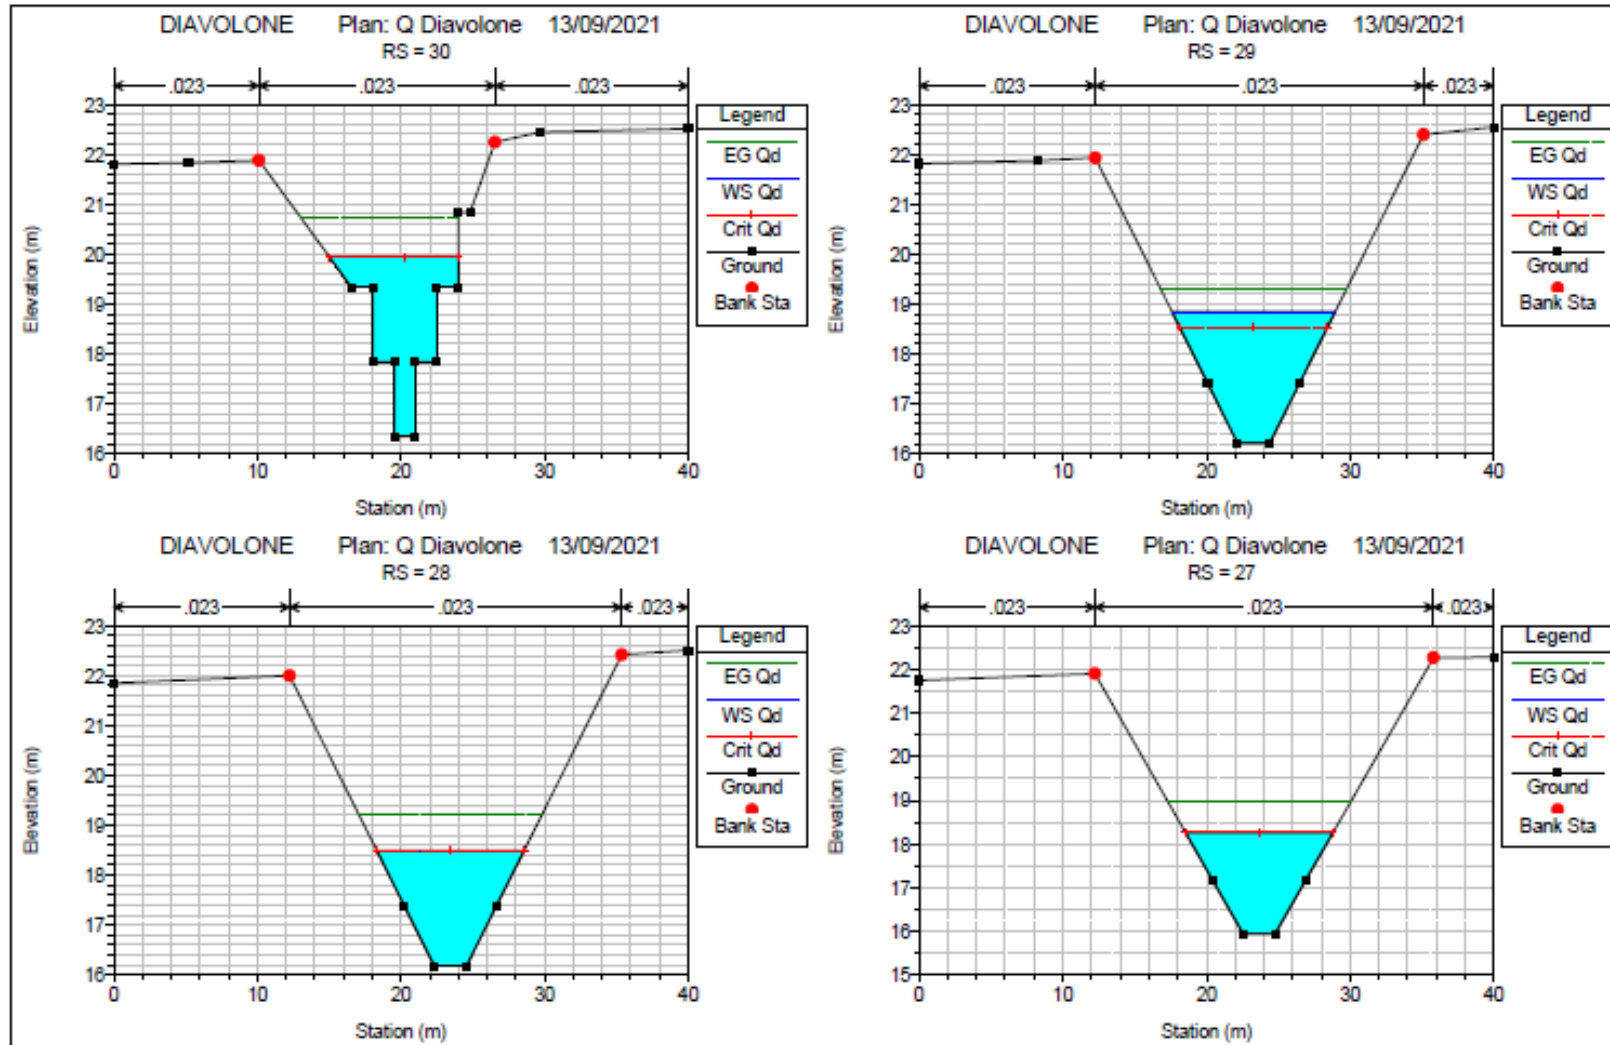 DIAVOLONE Plan: Q Diavolone 13/09/2021
RS = 30
.023 .023 .023
23
22
21
20
19
18
17
16
0 10 20 30 40
Elevation (m)
Station (m)
Legend
EG Qd
WS Qd
Crit Qd
Ground
Bank Sta
DIAVOLONE Plan: Q Diavolone 13/09/2021
RS = 29
.023 .023 .023
23
22
21
20
19
18
17
16
0 10 20 30 40
Elevation (m)
Station (m)
Legend
EG Qd
WS Qd
Crit Qd
Ground
Bank Sta
DIAVOLONE Plan: Q Diavolone 13/09/2021
RS = 28
.023 .023 .023
23
22
21
20
19
18
17
16
0 10 20 30 40
Elevation (m)
Station (m)
Legend
EG Qd
WS Qd
Crit Qd
Ground
Bank Sta
DIAVOLONE Plan: Q Diavolone 13/09/2021
RS = 27
.023 .023 .023
23
22
21
20
19
18
17
16
15
0 10 20 30 40
Elevation (m)
Station (m)
Legend
EG Qd
WS Qd
Crit Qd
Ground
Bank Sta